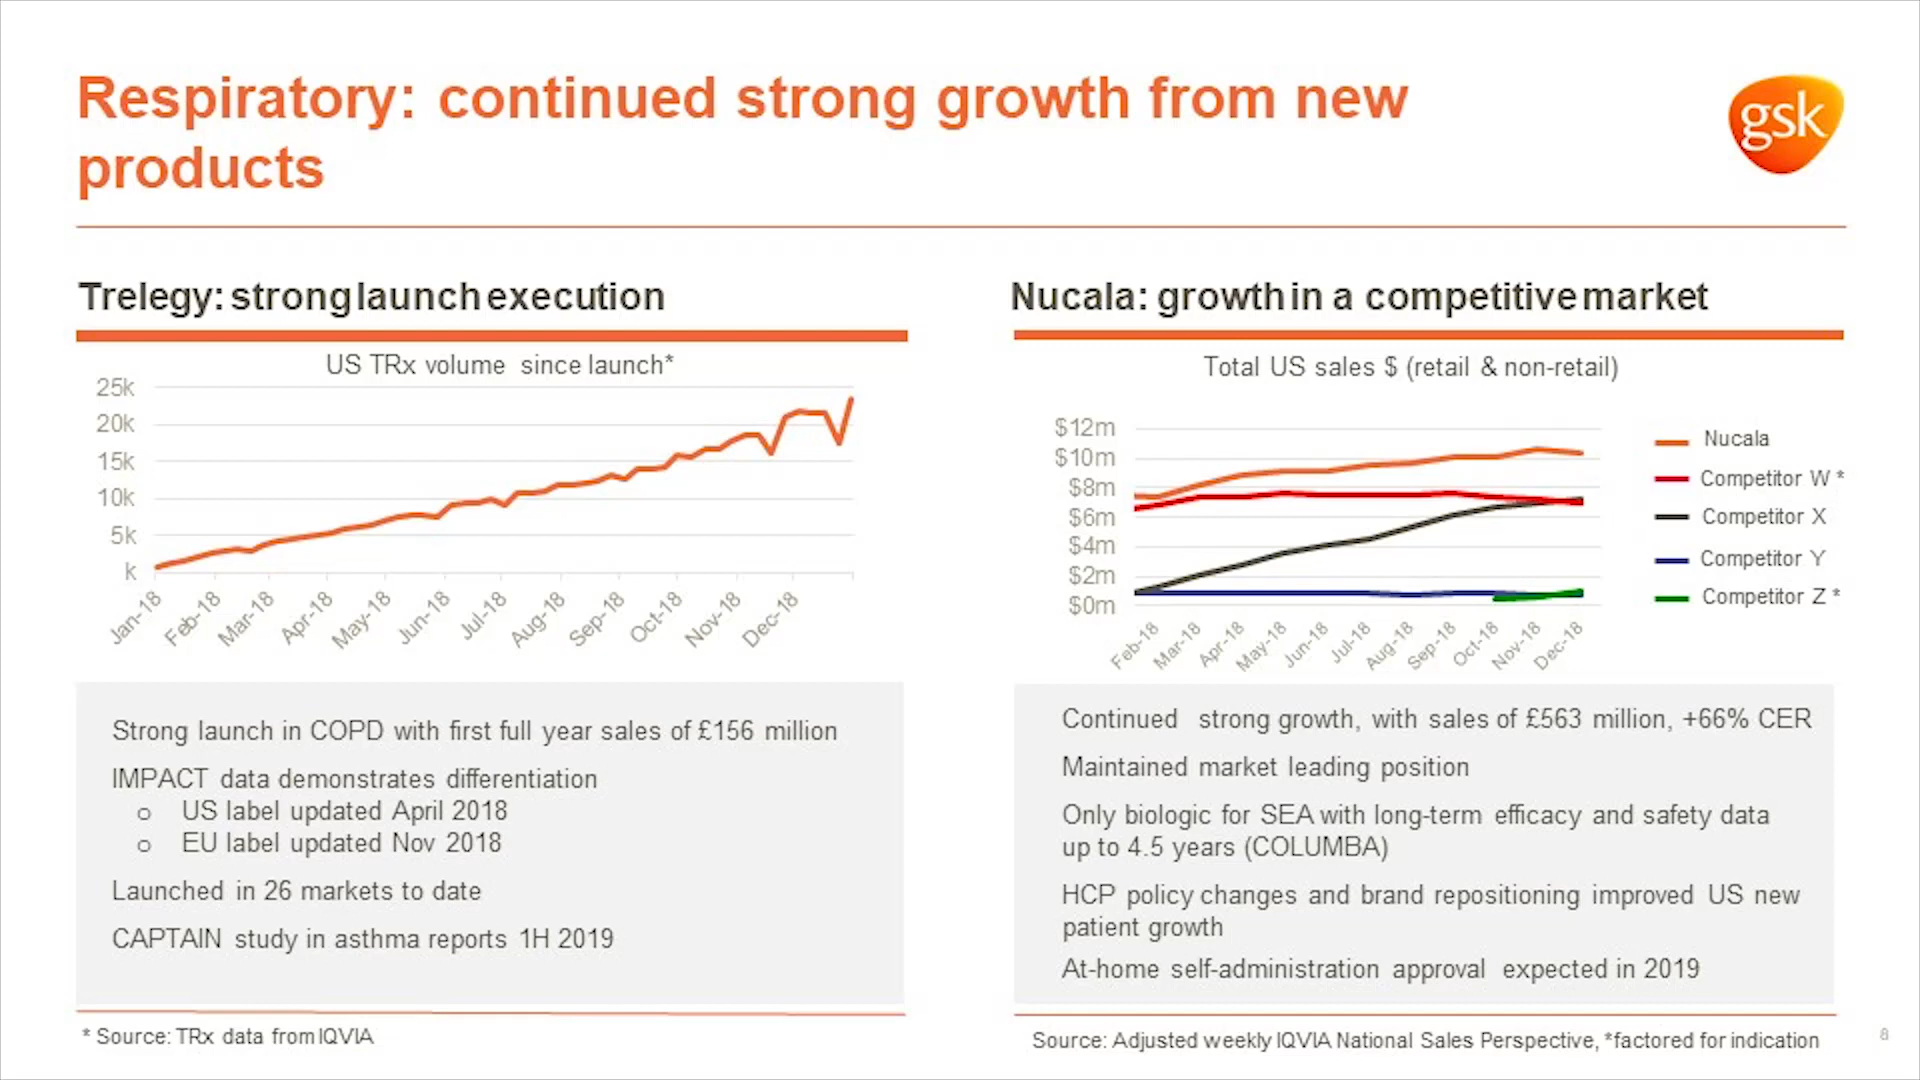 Respiratory: continued strong growth from new
products
gsk
Trelegy: strong launch execution
US TRx volume since launch*
25k
20k
15k
10k
5k
k
Jan-18 Feb-18 Mar-18 Apr-18 May-18 Jun-18 Jul-18 Aug-18 Sep-18 Oct-18 Nov-18 Dec-18
Strong launch in COPD with first full year sales of £156 million
IMPACT data demonstrates differentiation
o US label updated April 2018
o EU label updated Nov 2018
Launched in 26 markets to date
CAPTAIN study in asthma reports 1H 2019
* Source: TRx data from IQVIA
Nucala: growth in a competitive market
Total US sales $ (retail & non-retail)
$12m
$10m
$8m
$6m
$4m
$2m
$0m
Feb-18 Mar-18 Apr-18 May-18 Jun-18 Jul-18 Aug-18 Sep-18 Oct-18 Nov-18 Dec-18
Nucala
Competitor W *
Competitor X
Competitor Y
Competitor Z *
Continued strong growth, with sales of £563 million, +66% CER
Maintained market leading position
Only biologic for SEA with long-term efficacy and safety data
up to 4.5 years (COLUMBA)
HCP policy changes and brand repositioning improved US new
patient growth
At-home self-administration approval expected in 2019
Source: Adjusted weekly IQVIA National Sales Perspective, *factored for indication
8